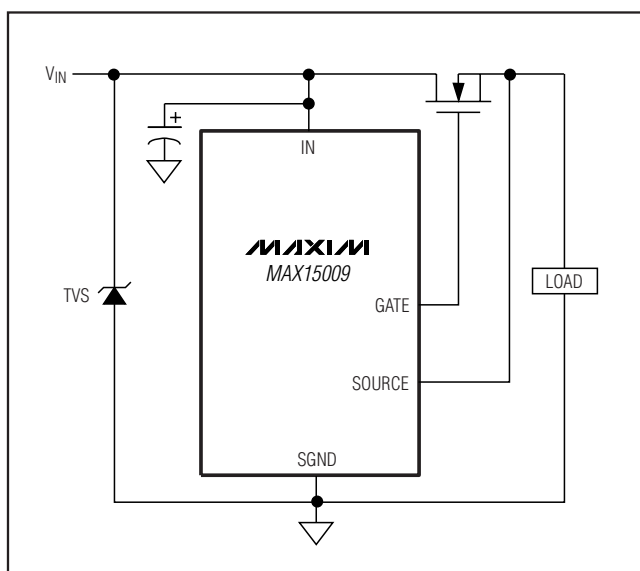 VIN
+
IN
MAXIM
MAX15009
TVS
GATE
LOAD
SOURCE
SGND